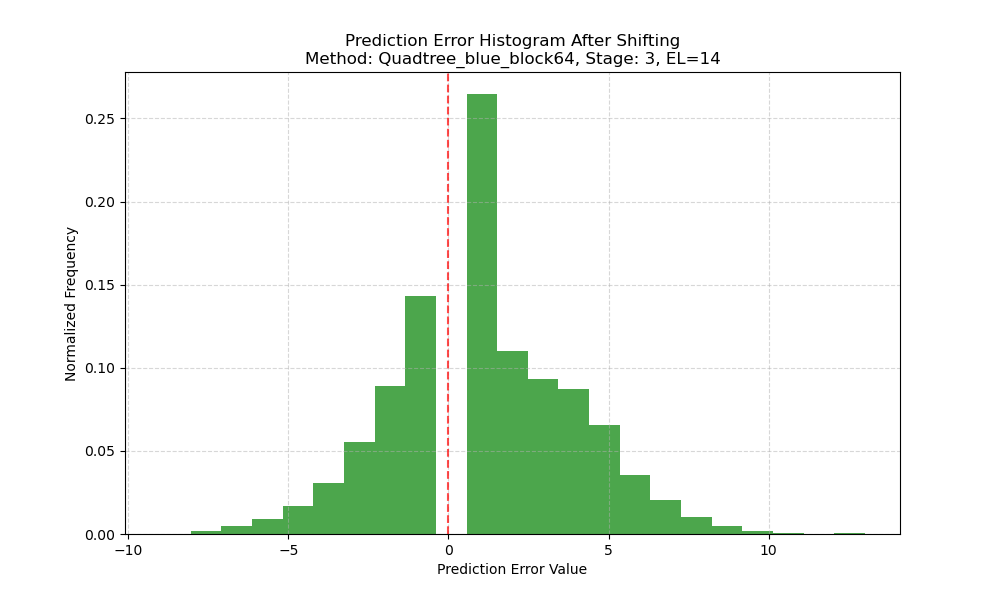 Prediction Error Histogram After Shifting
Method: Quadtree_blue_block64, Stage: 3, EL=14
Normalized Frequency
0.25
0.20
0.15
0.10
0.05
0.00
−10
−5
0
5
10
Prediction Error Value